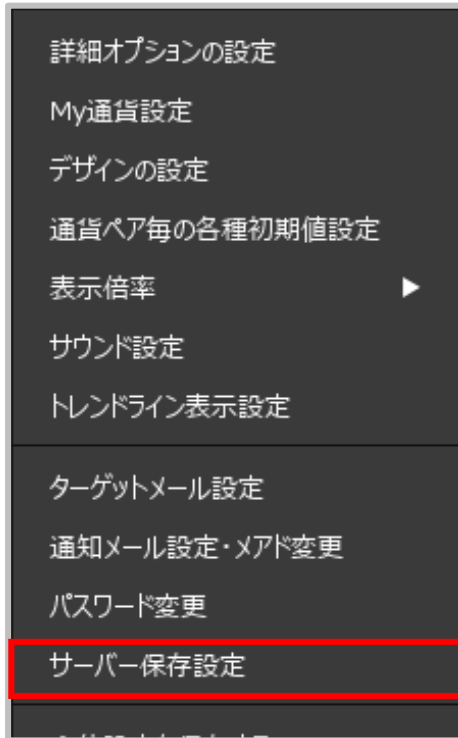 詳細オプションの設定
My通貨設定
デザインの設定
通貨ペア毎の各種初期値設定
表示倍率
サウンド設定
トレンドライン表示設定
ターゲットメール設定
通知メール設定・メアド変更
パスワード変更
サーバー保存設定